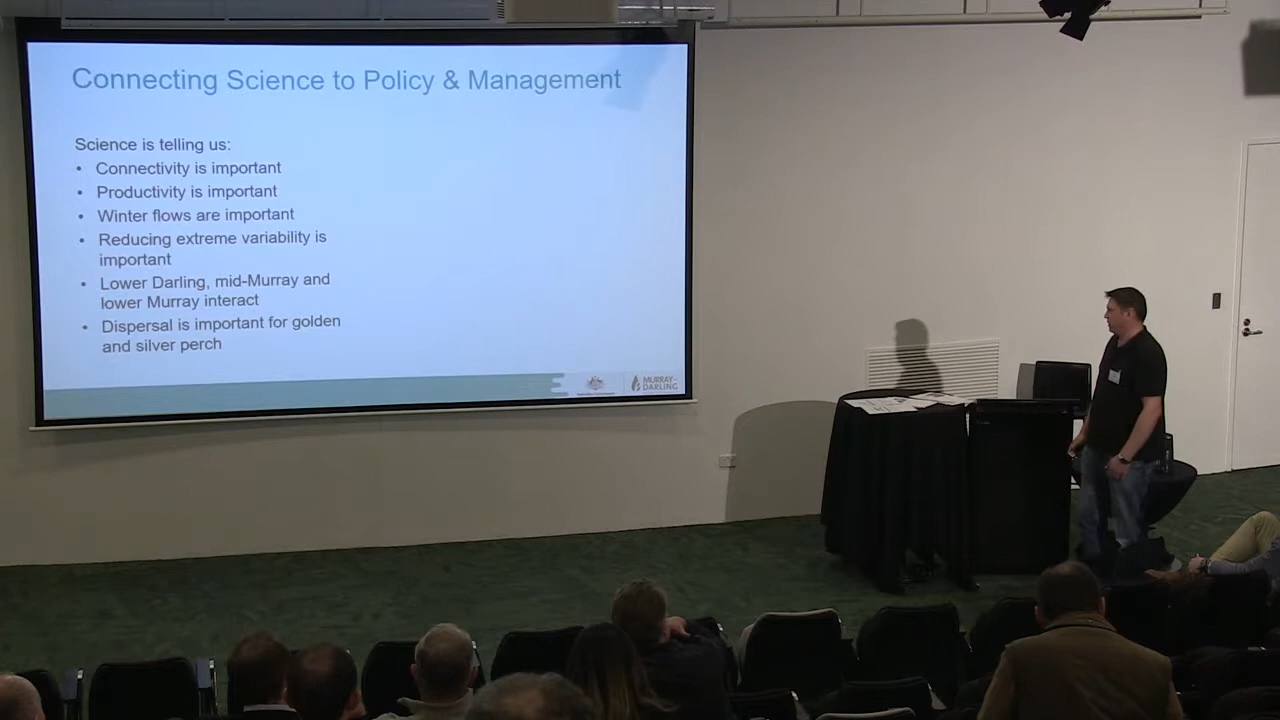 Connecting Science to Policy & Management
Science is telling us:
• Connectivity is important
• Productivity is important
• Winter flows are important
• Reducing extreme variability is
important
• Lower Darling, mid-Murray and
lower Murray interact
• Dispersal is important for golden
and silver perch
MURRAY–
DARLING